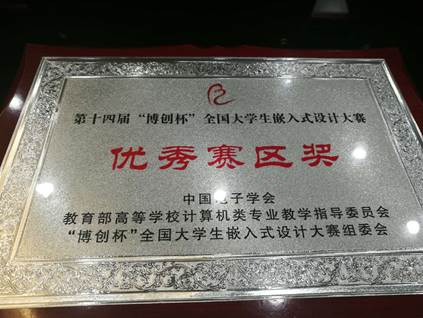 第十四届“博创杯”全国大学生嵌入式设计大赛
优秀赛区奖
中国电子学会
教育部高等学校计算机类专业教学指导委员会
“博创杯”全国大学生嵌入式设计大赛组委会